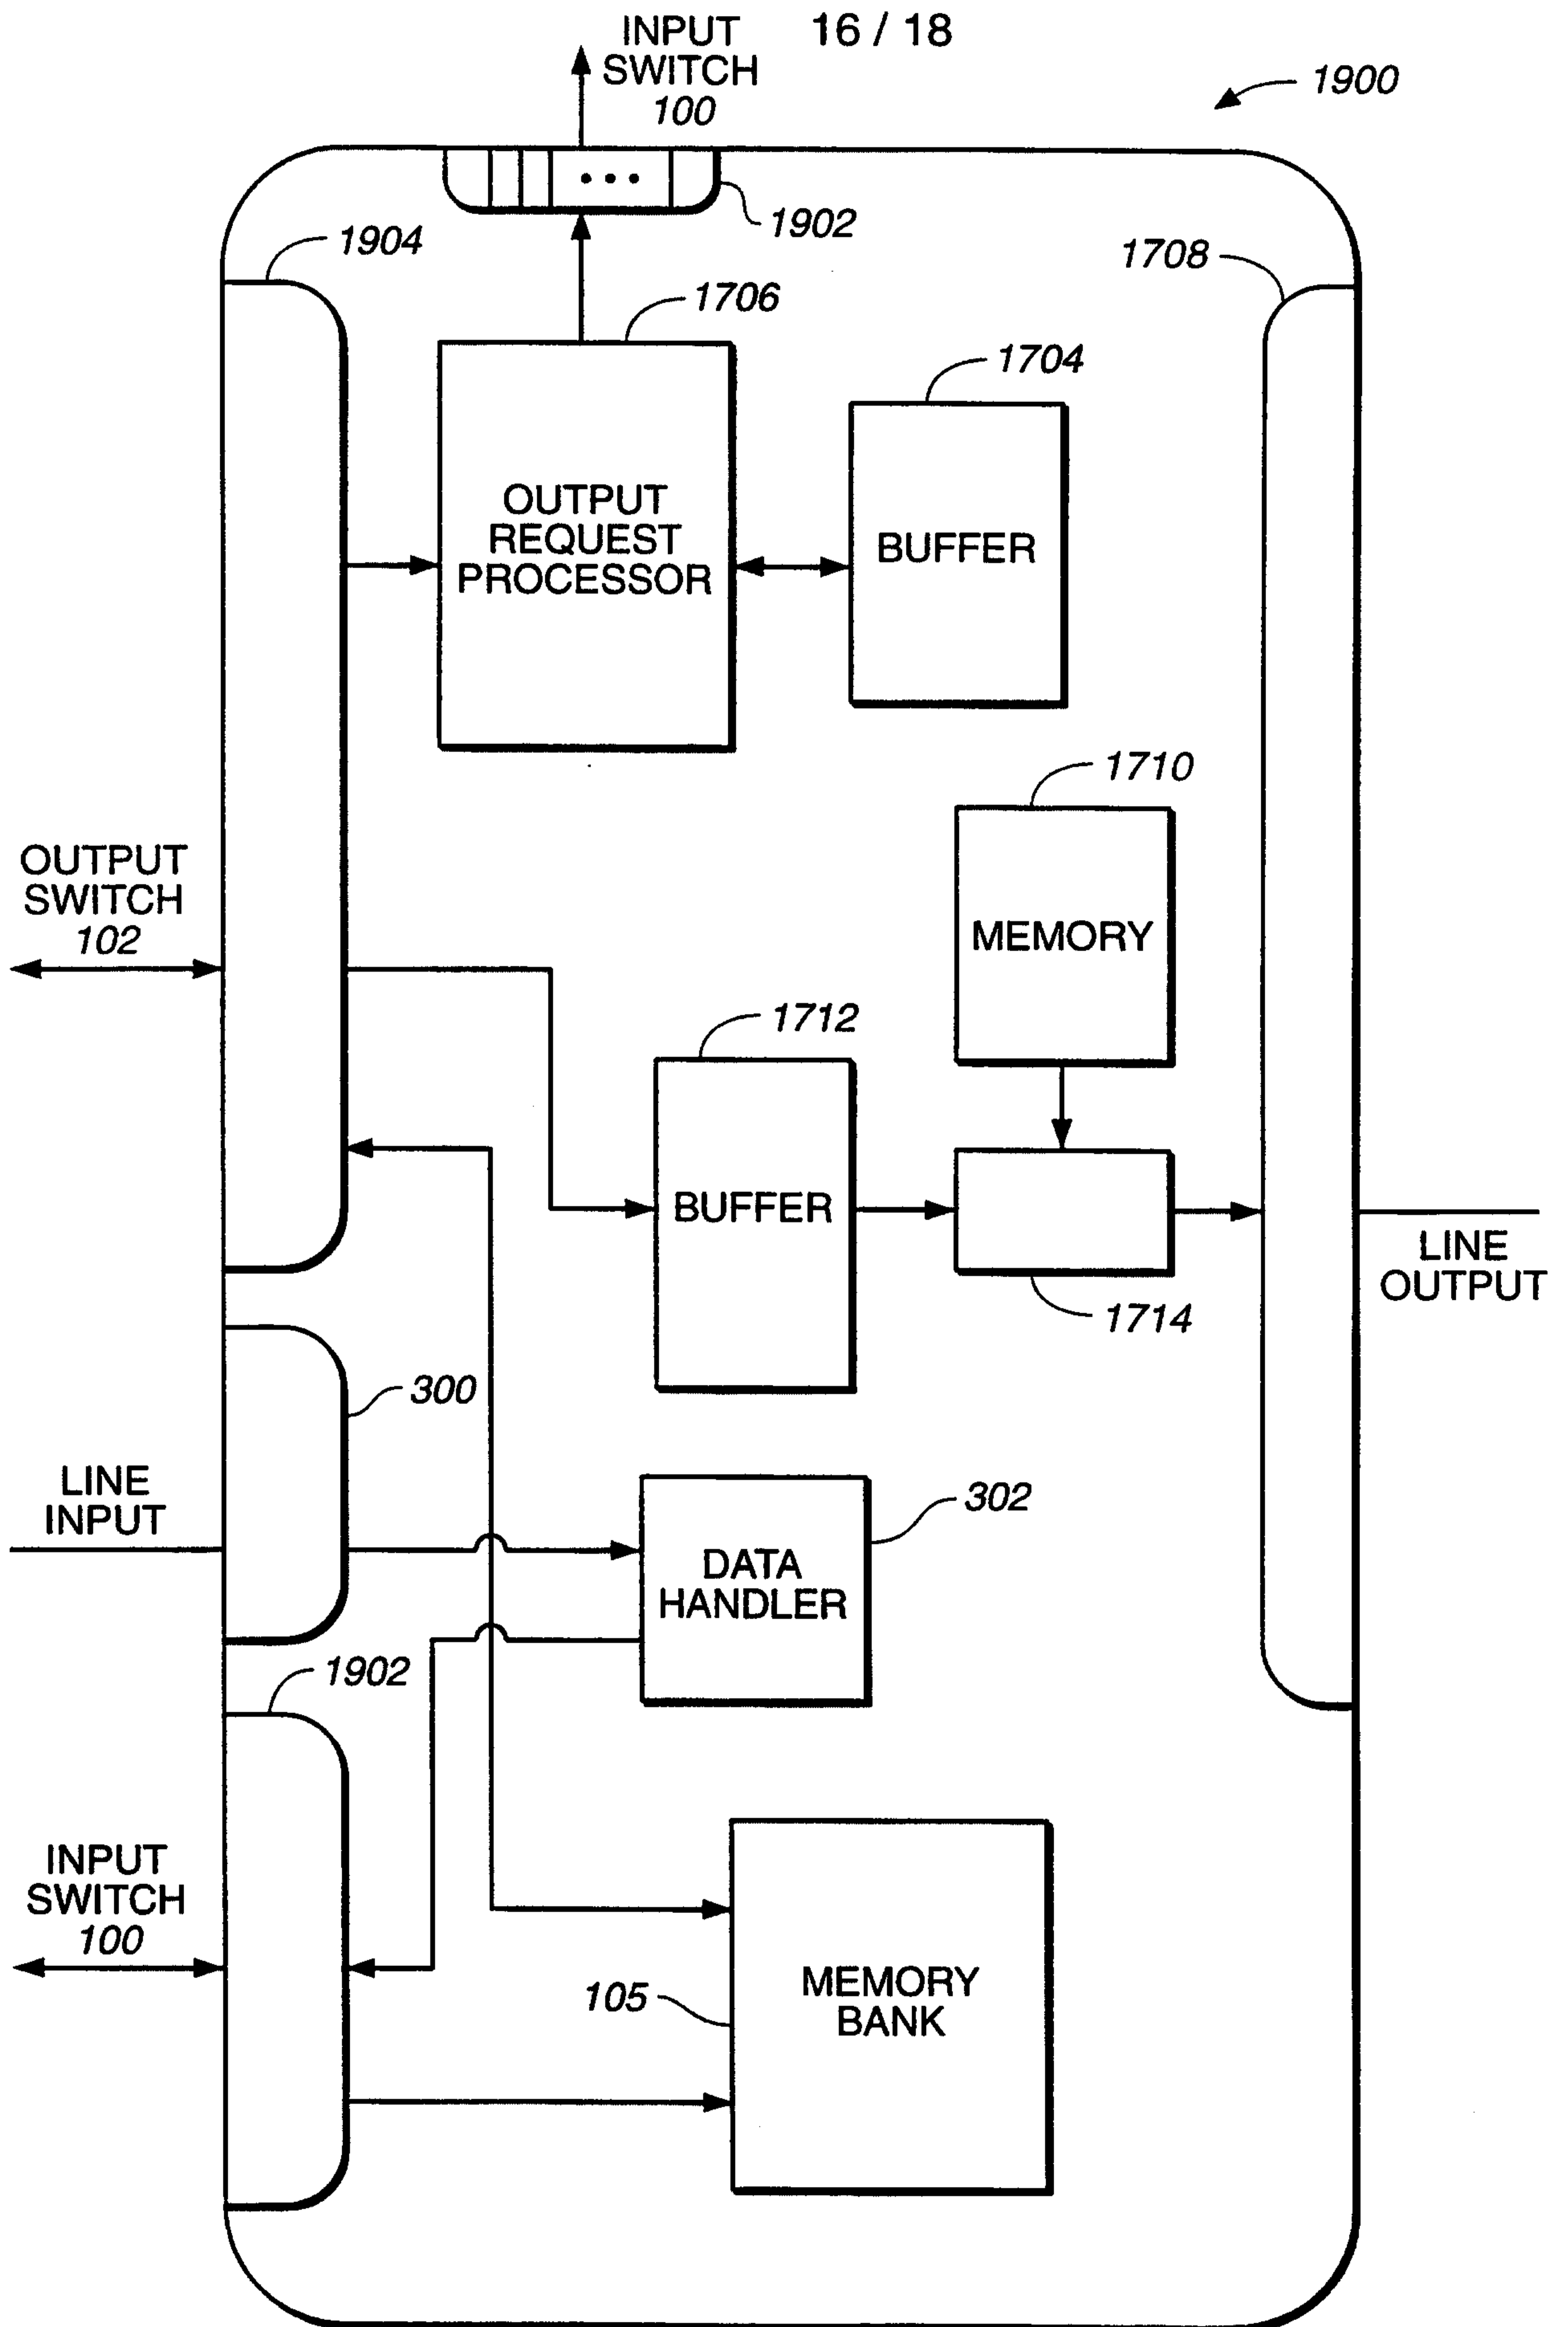 16 / 18
INPUT
SWITCH
100
1900
1902
1904
1708
1706
1704
OUTPUT
REQUEST
PROCESSOR
BUFFER
1710
OUTPUT
SWITCH
102
MEMORY
1712
BUFFER
LINE
OUTPUT
1714
300
LINE
INPUT
302
DATA
HANDLER
1902
INPUT
SWITCH
100
105
MEMORY
BANK